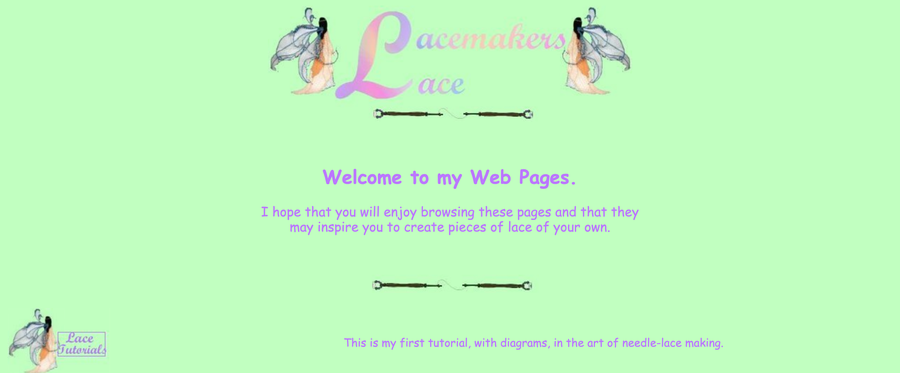 Lacemakers
Lace
Welcome to my Web Pages.
I hope that you will enjoy browsing these pages and that they
may inspire you to create pieces of lace of your own.
Lace
Tutorials
This is my first tutorial, with diagrams, in the art of needle-lace making.